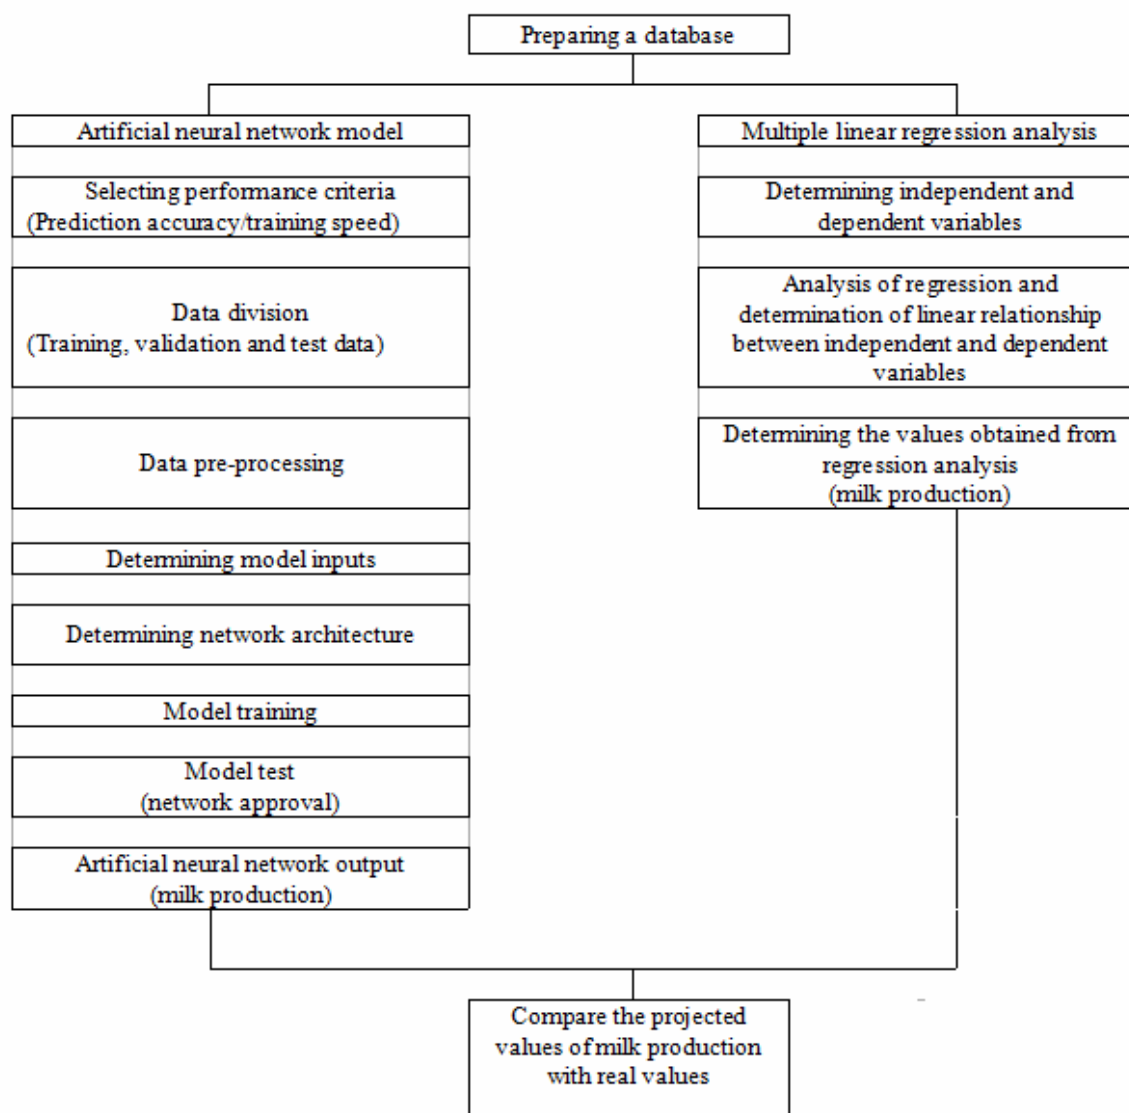 Preparing a database
Artificial neural network model
Selecting performance criteria
(Prediction accuracy/training speed)
Data division
(Training, validation and test data)
Data pre-processing
Determining model inputs
Determining network architecture
Model training
Model test
(network approval)
Artificial neural network output
(milk production)
Multiple linear regression analysis
Determining independent and
dependent variables
Analysis of regression and
determination of linear relationship
between independent and dependent
variables
Determining the values obtained from
regression analysis
(milk production)
Compare the projected
values of milk production
with real values